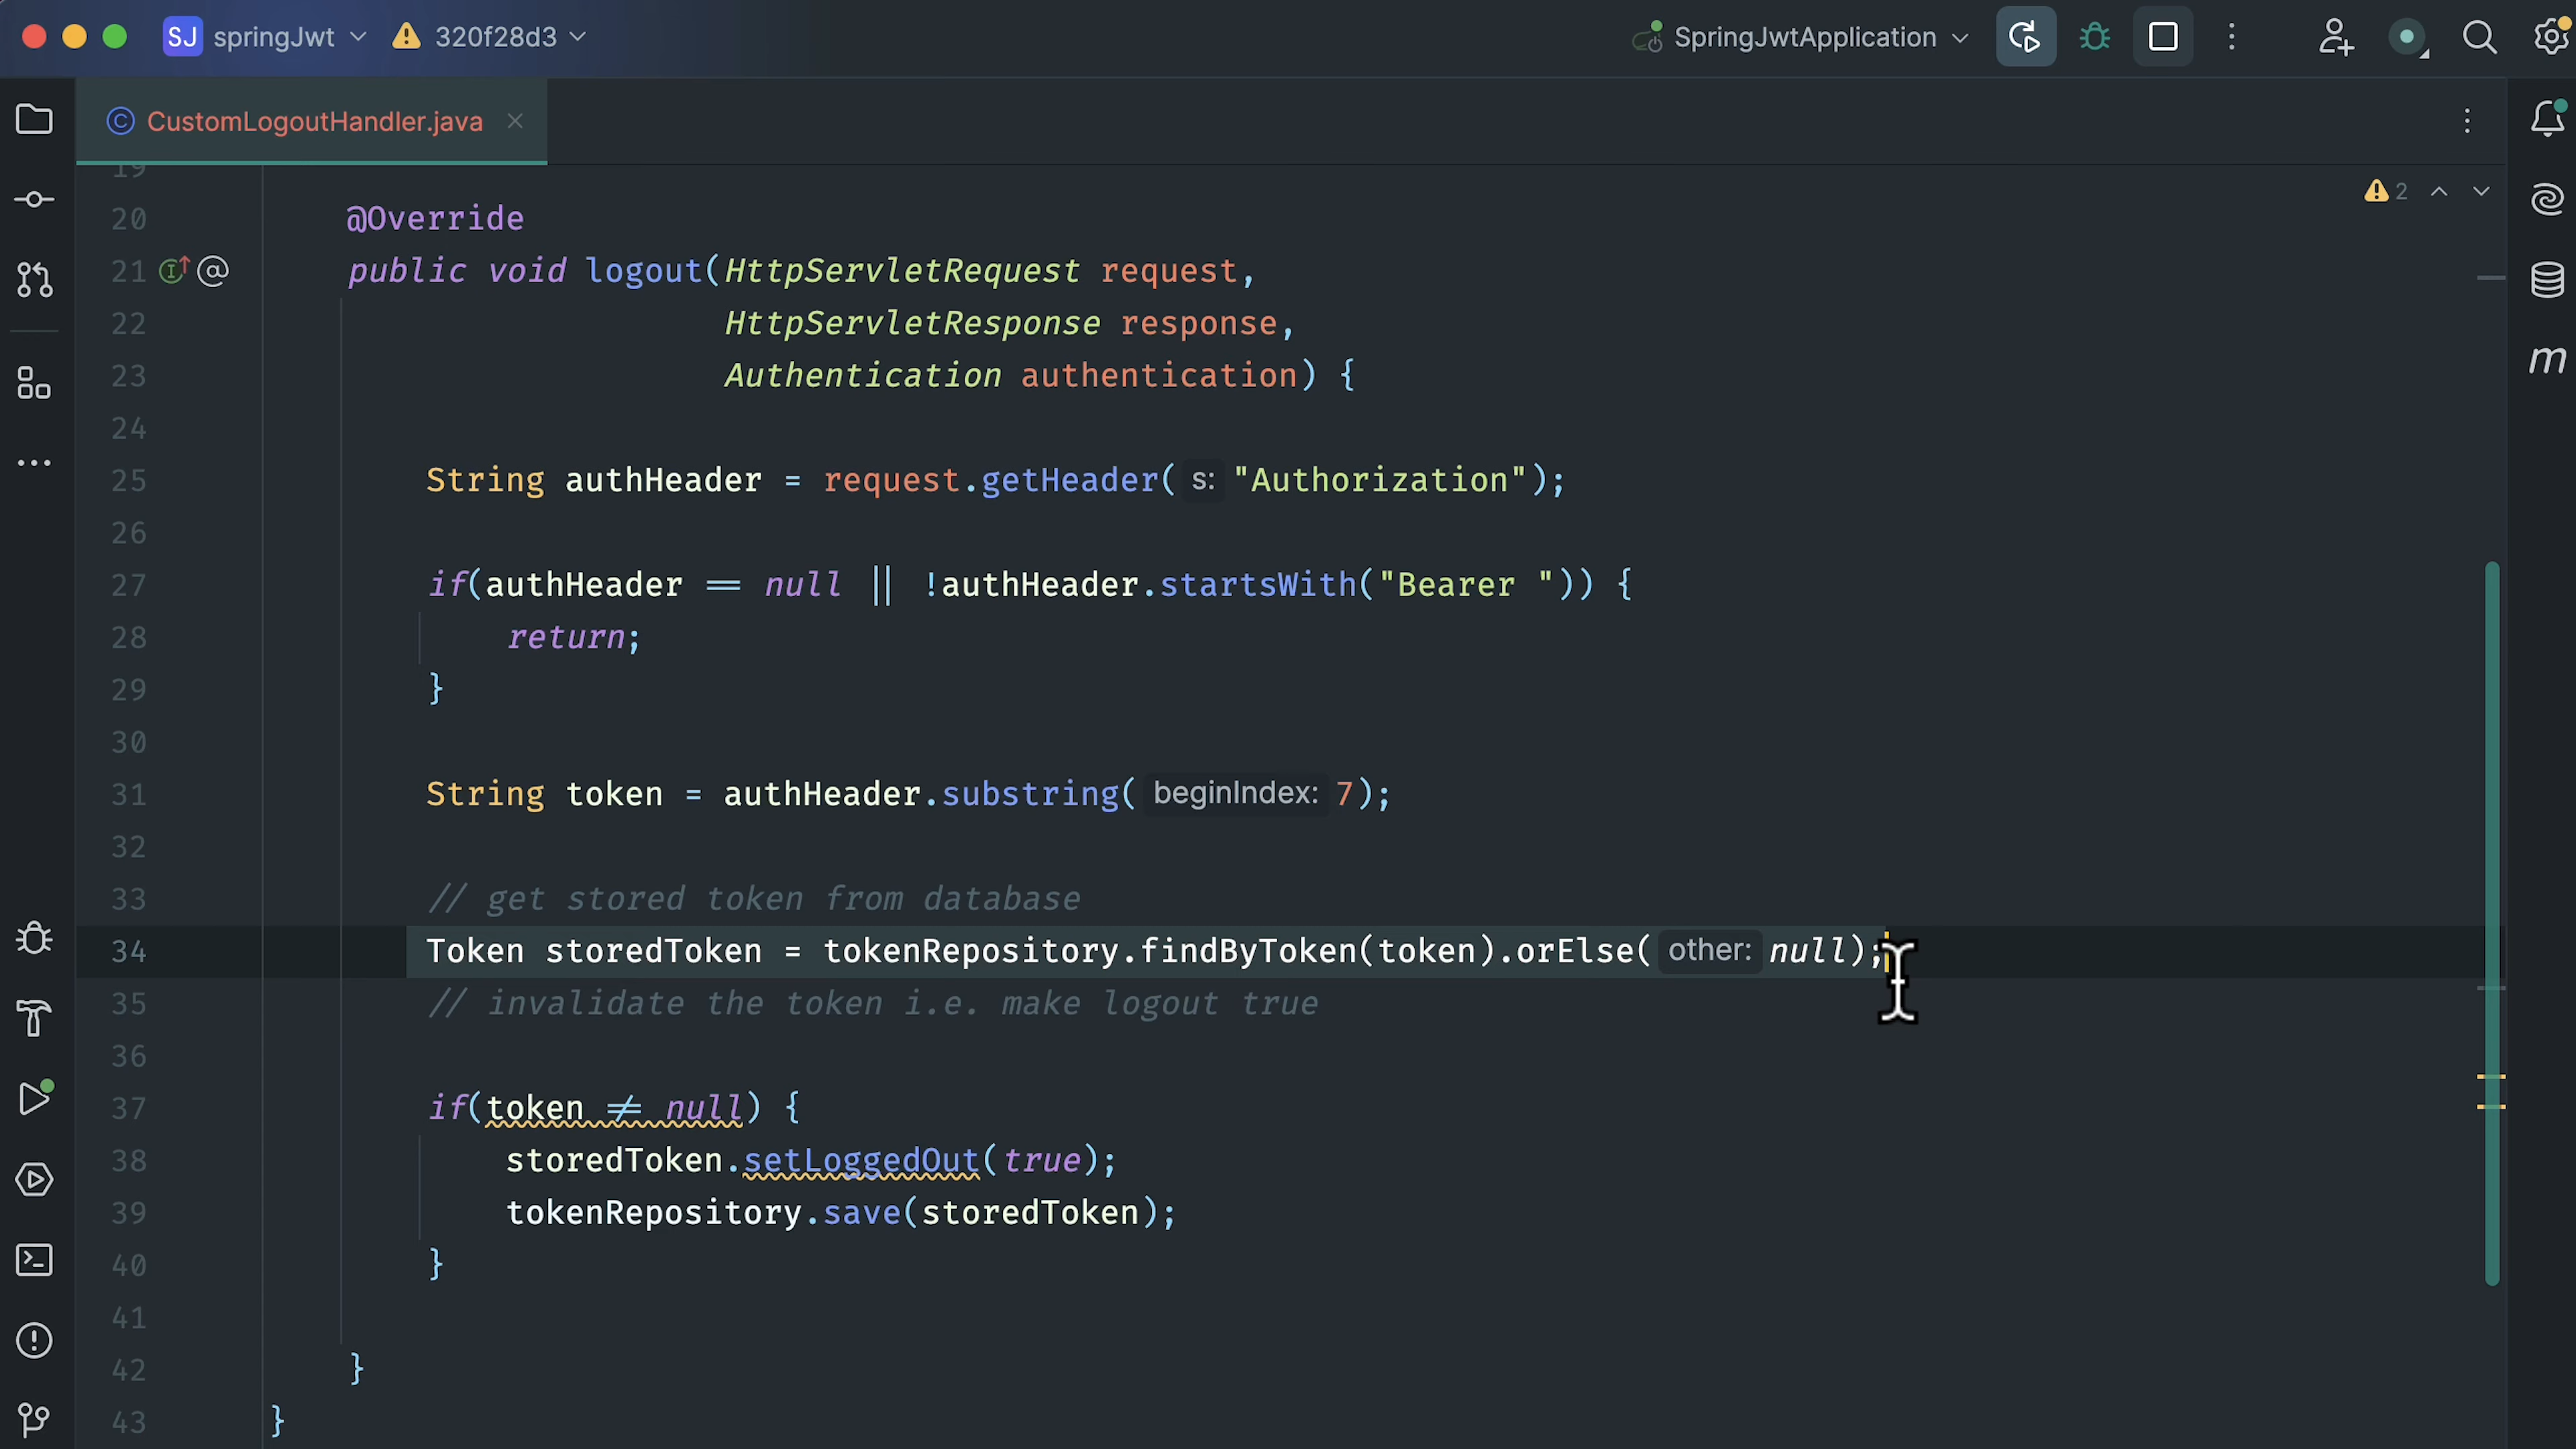 SJ springJwt 320f28d3 SpringJwtApplication
CustomLogoutHandler.java
19
2
20 @Override
21 public void logout(HttpServletRequest request,
22 HttpServletResponse response,
23 Authentication authentication) {
24
25 String authHeader = request.getHeader( s: "Authorization");
26
27 if(authHeader == null || !authHeader.startsWith("Bearer ")) {
28 return;
29 }
30
31 String token = authHeader.substring( beginIndex: 7);
32
33 // get stored token from database
34 Token storedToken = tokenRepository.findByToken(token).orElse( other: null);
35 // invalidate the token i.e. make logout true
36
37 if(token != null) {
38 storedToken.setLoggedOut(true);
39 tokenRepository.save(storedToken);
40 }
41
42 }
43 }
m